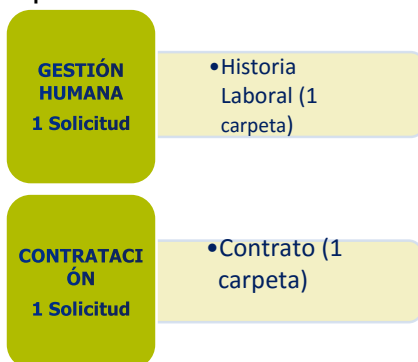 GESTIÓN
HUMANA
1 Solicitud
•Historia
Laboral (1
carpeta)
CONTRATACI
ÓN
1 Solicitud
•Contrato (1
carpeta)